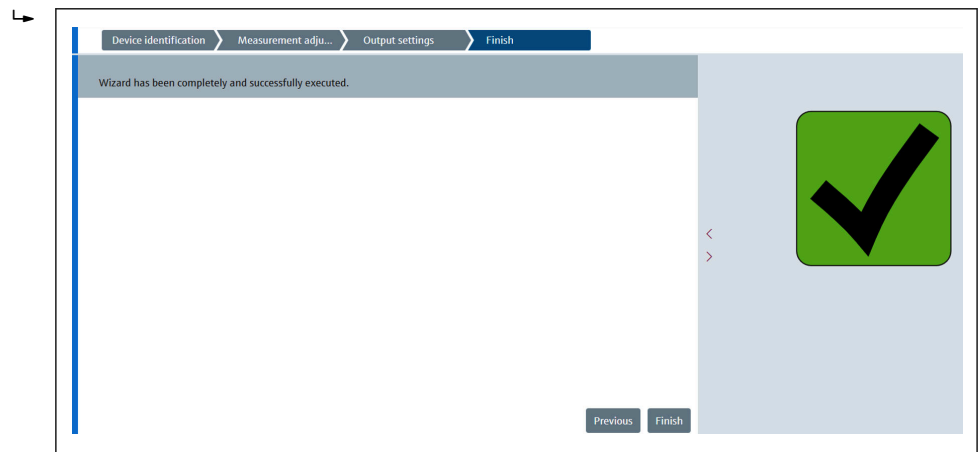 Device identification Measurement adju... Output settings Finish
Wizard has been completely and successfully executed.
Previous Finish